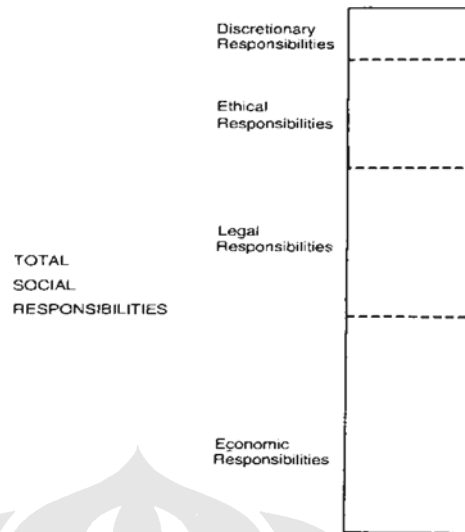 Discretionary
Responsibilities
Ethical
Responsibilities
Legal
Responsibilities
TOTAL
SOCIAL
RESPONSIBILITIES
Economic
Responsibilities